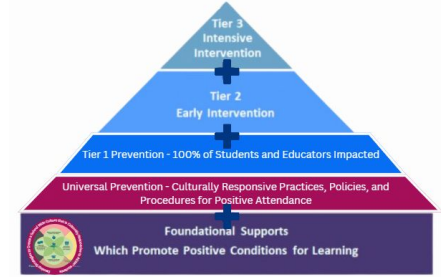 Tier 3
Intensive
Intervention
Tier 2
Early Intervention
Tier 1 Prevention - 100% of Students and Educators Impacted
Universal Prevention - Culturally Responsive Practices, Policies, and
Procedures for Positive Attendance
Foundational Supports
Which Promote Positive Conditions for Learning